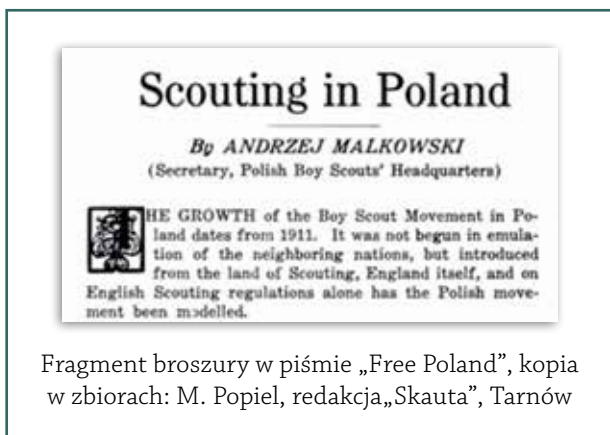 Scouting in Poland
By ANDRZEJ MALKOWSKI
(Secretary, Polish Boy Scouts' Headquarters)
THE GROWTH of the Boy Scout Movement in Po-
land dates from 1911. It was not begun in emula-
tion of the neighboring nations, but introduced
from the land of Scouting, England itself, and on
English Scouting regulations alone has the Polish move-
ment been modelled.
Fragment broszury w piśmie „Free Poland”, kopia
w zbiorach: M. Popiel, redakcja„Skauta”, Tarnów